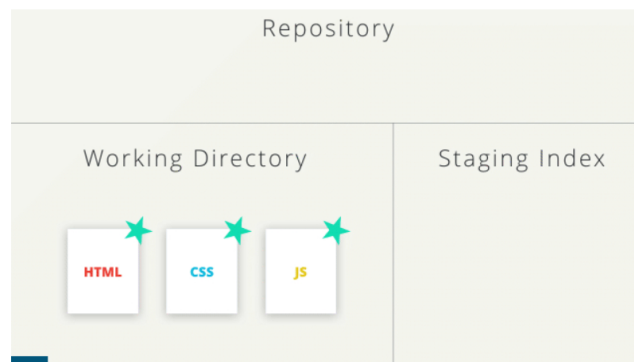 Repository
Working Directory
Staging Index
HTML
CSS
JS